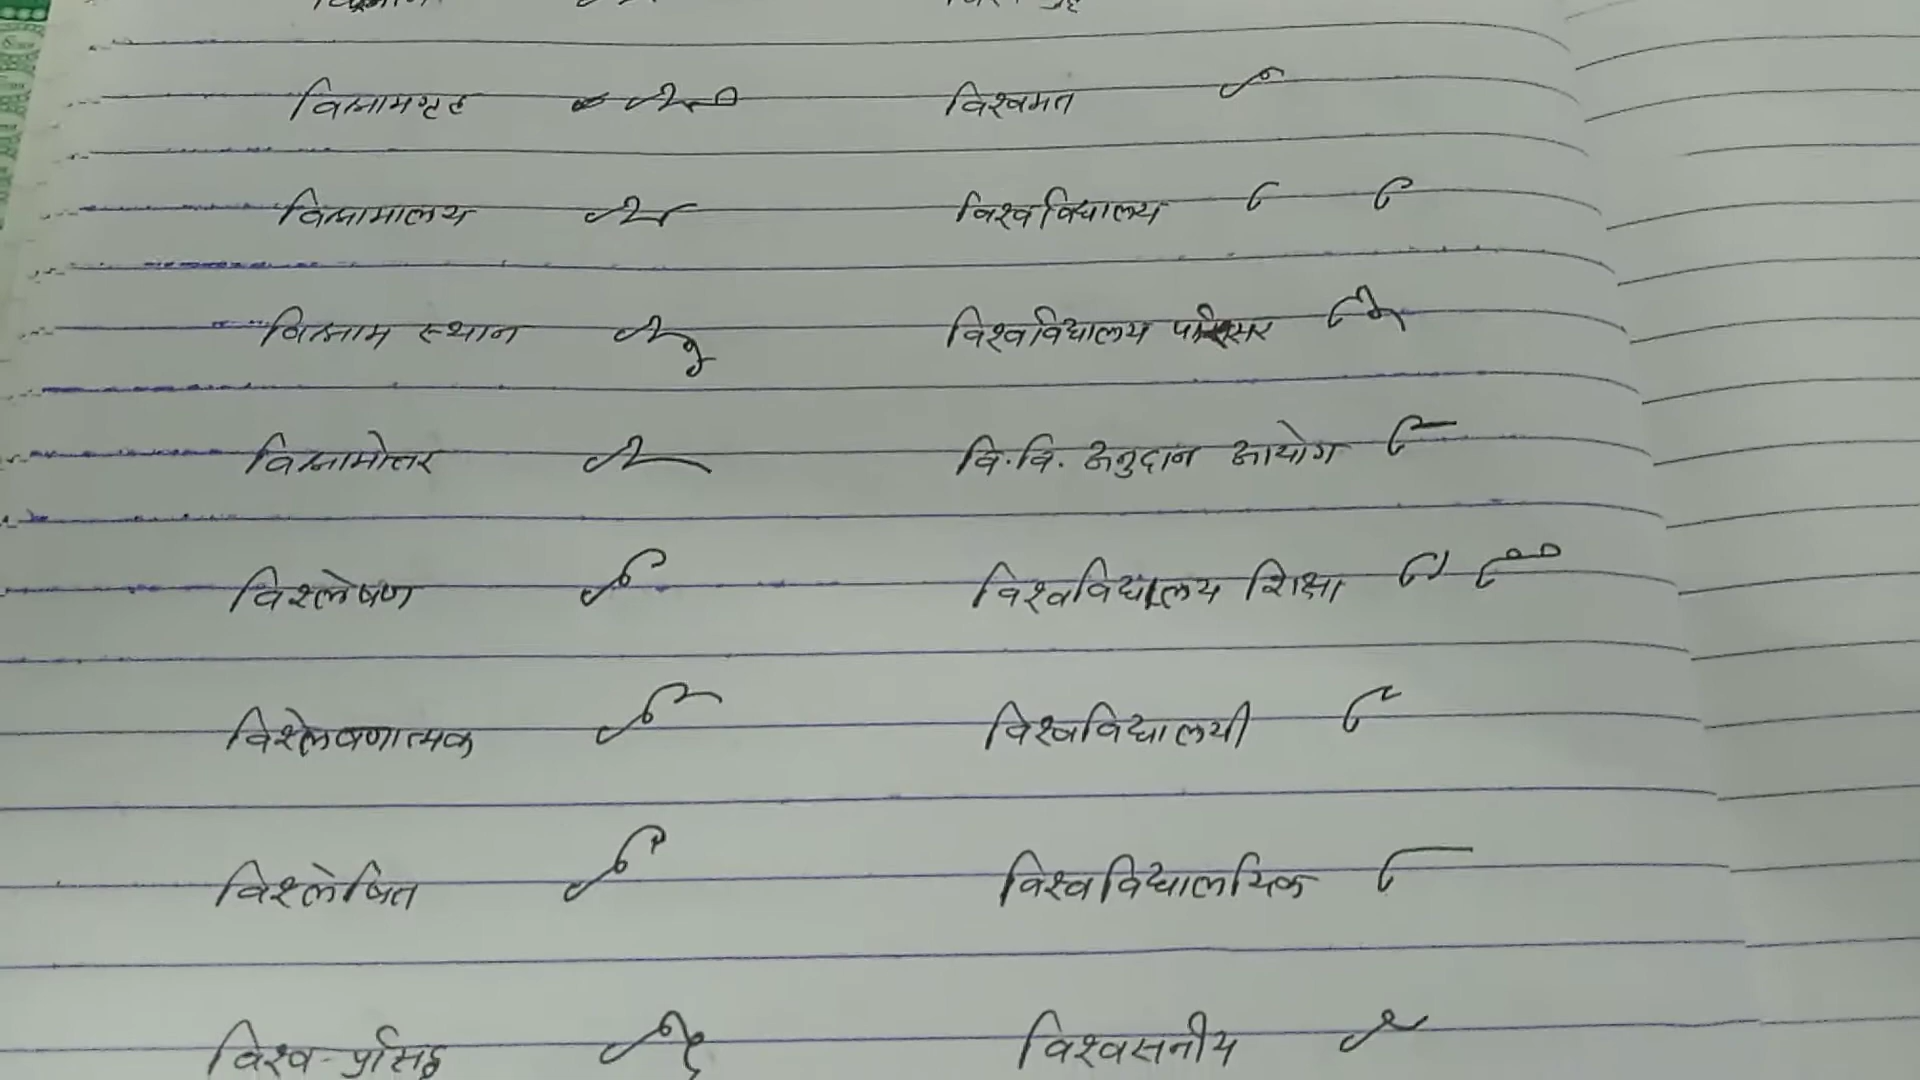 विश्रामगृह विश्वमत
विश्रामालय विश्वविद्यालय
विश्राम स्थान विश्वविद्यालय परिसर
विश्रामोत्तर वि.वि. अनुदान आयोग
विश्लेषण विश्वविद्यालय शिक्षा
विश्लेषणात्मक विश्वविद्यालयी
विश्लेषित विश्वविद्यालयिक
विश्व-प्रसिद्ध विश्वसनीय